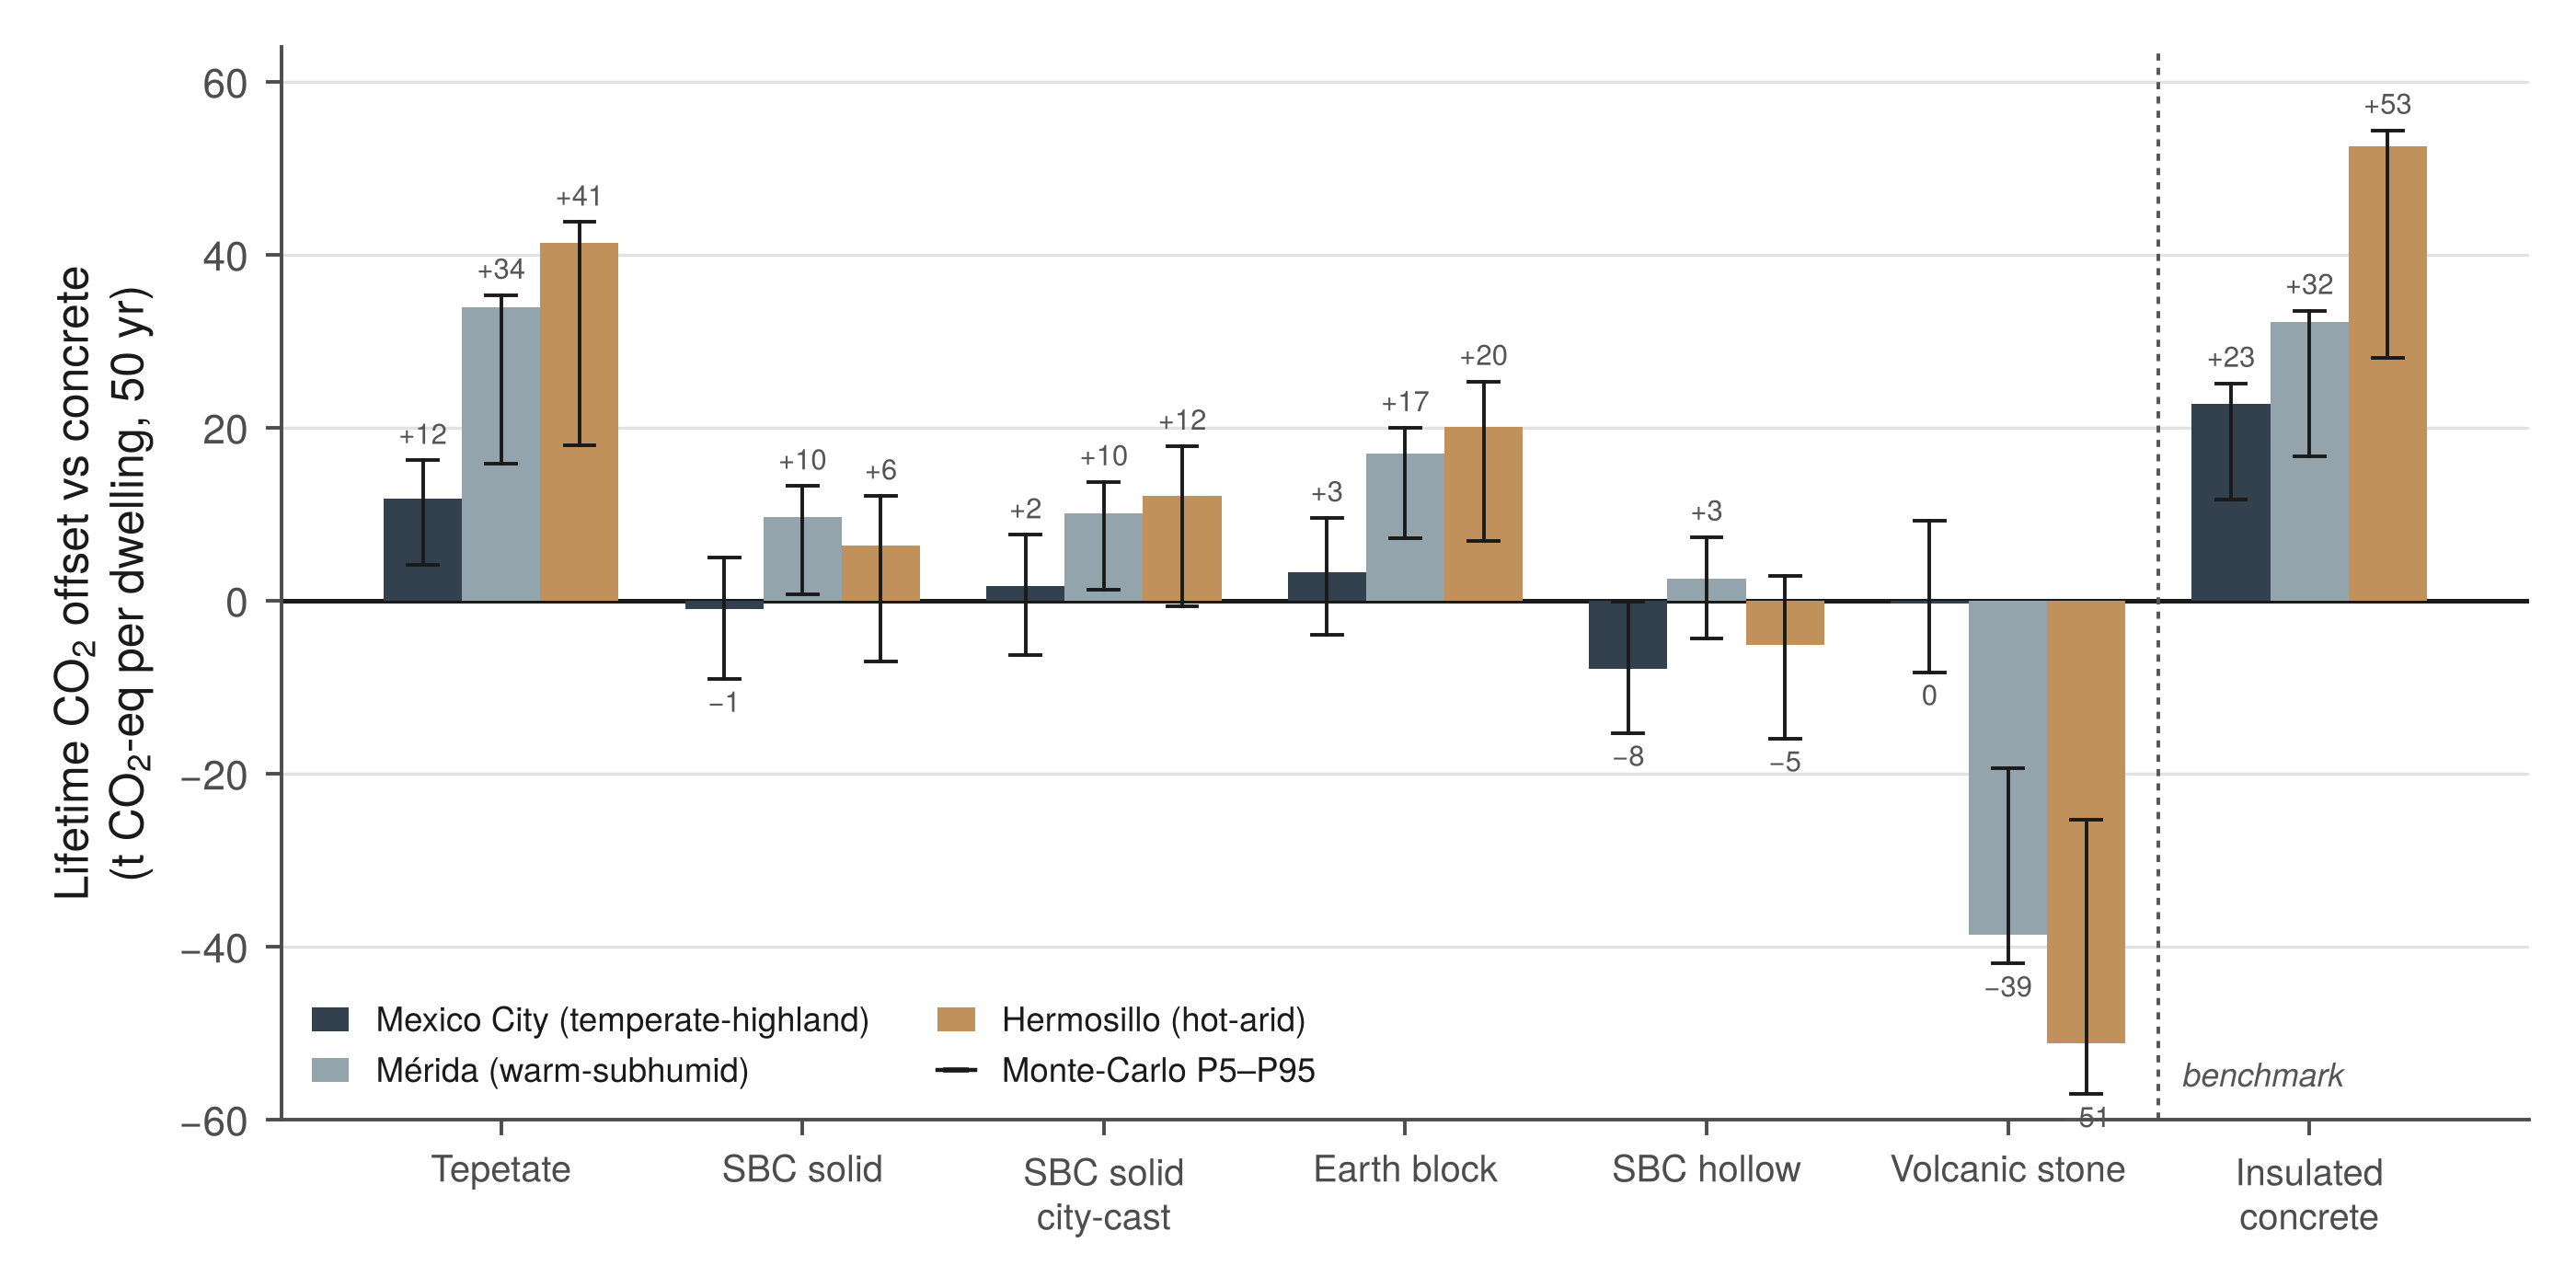 Lifetime CO₂ offset vs concrete
(t CO₂-eq per dwelling, 50 yr)
60
40
20
0
−20
−40
−60
+12
+34
+41
−1
+10
+6
+2
+10
+12
+3
+17
+20
−8
+3
−5
0
−39
51
+23
+32
+53
Mexico City (temperate-highland)
Mérida (warm-subhumid)
Hermosillo (hot-arid)
Monte-Carlo P5–P95
benchmark
Tepetate
SBC solid
SBC solid
city-cast
Earth block
SBC hollow
Volcanic stone
Insulated
concrete